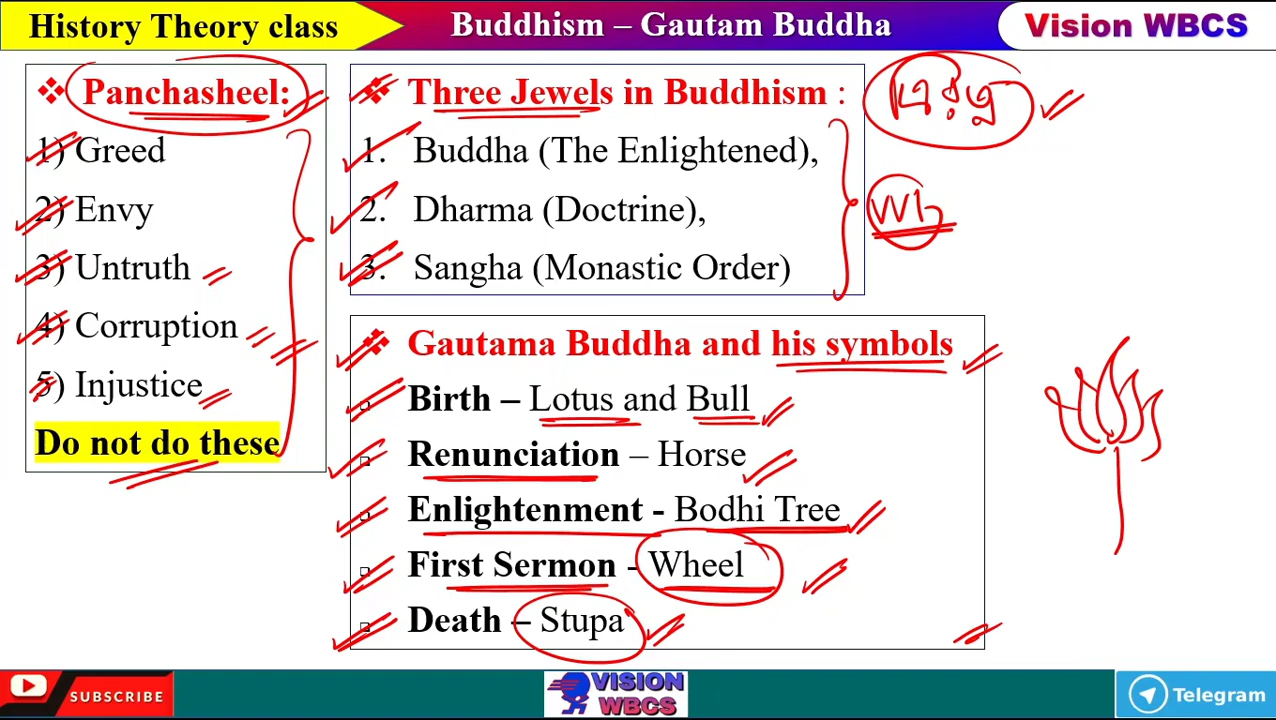 History Theory class
Buddhism – Gautam Buddha
Vision WBCS
❖ Panchasheel:
1) Greed
2) Envy
3) Untruth
4) Corruption
5) Injustice
Do not do these
❖ Three Jewels in Buddhism :
1. Buddha (The Enlightened),
2. Dharma (Doctrine),
3. Sangha (Monastic Order)
❖ Gautama Buddha and his symbols
Birth – Lotus and Bull
Renunciation – Horse
Enlightenment - Bodhi Tree
First Sermon - Wheel
Death – Stupa
SUBSCRIBE
VISION
WBCS
Telegram